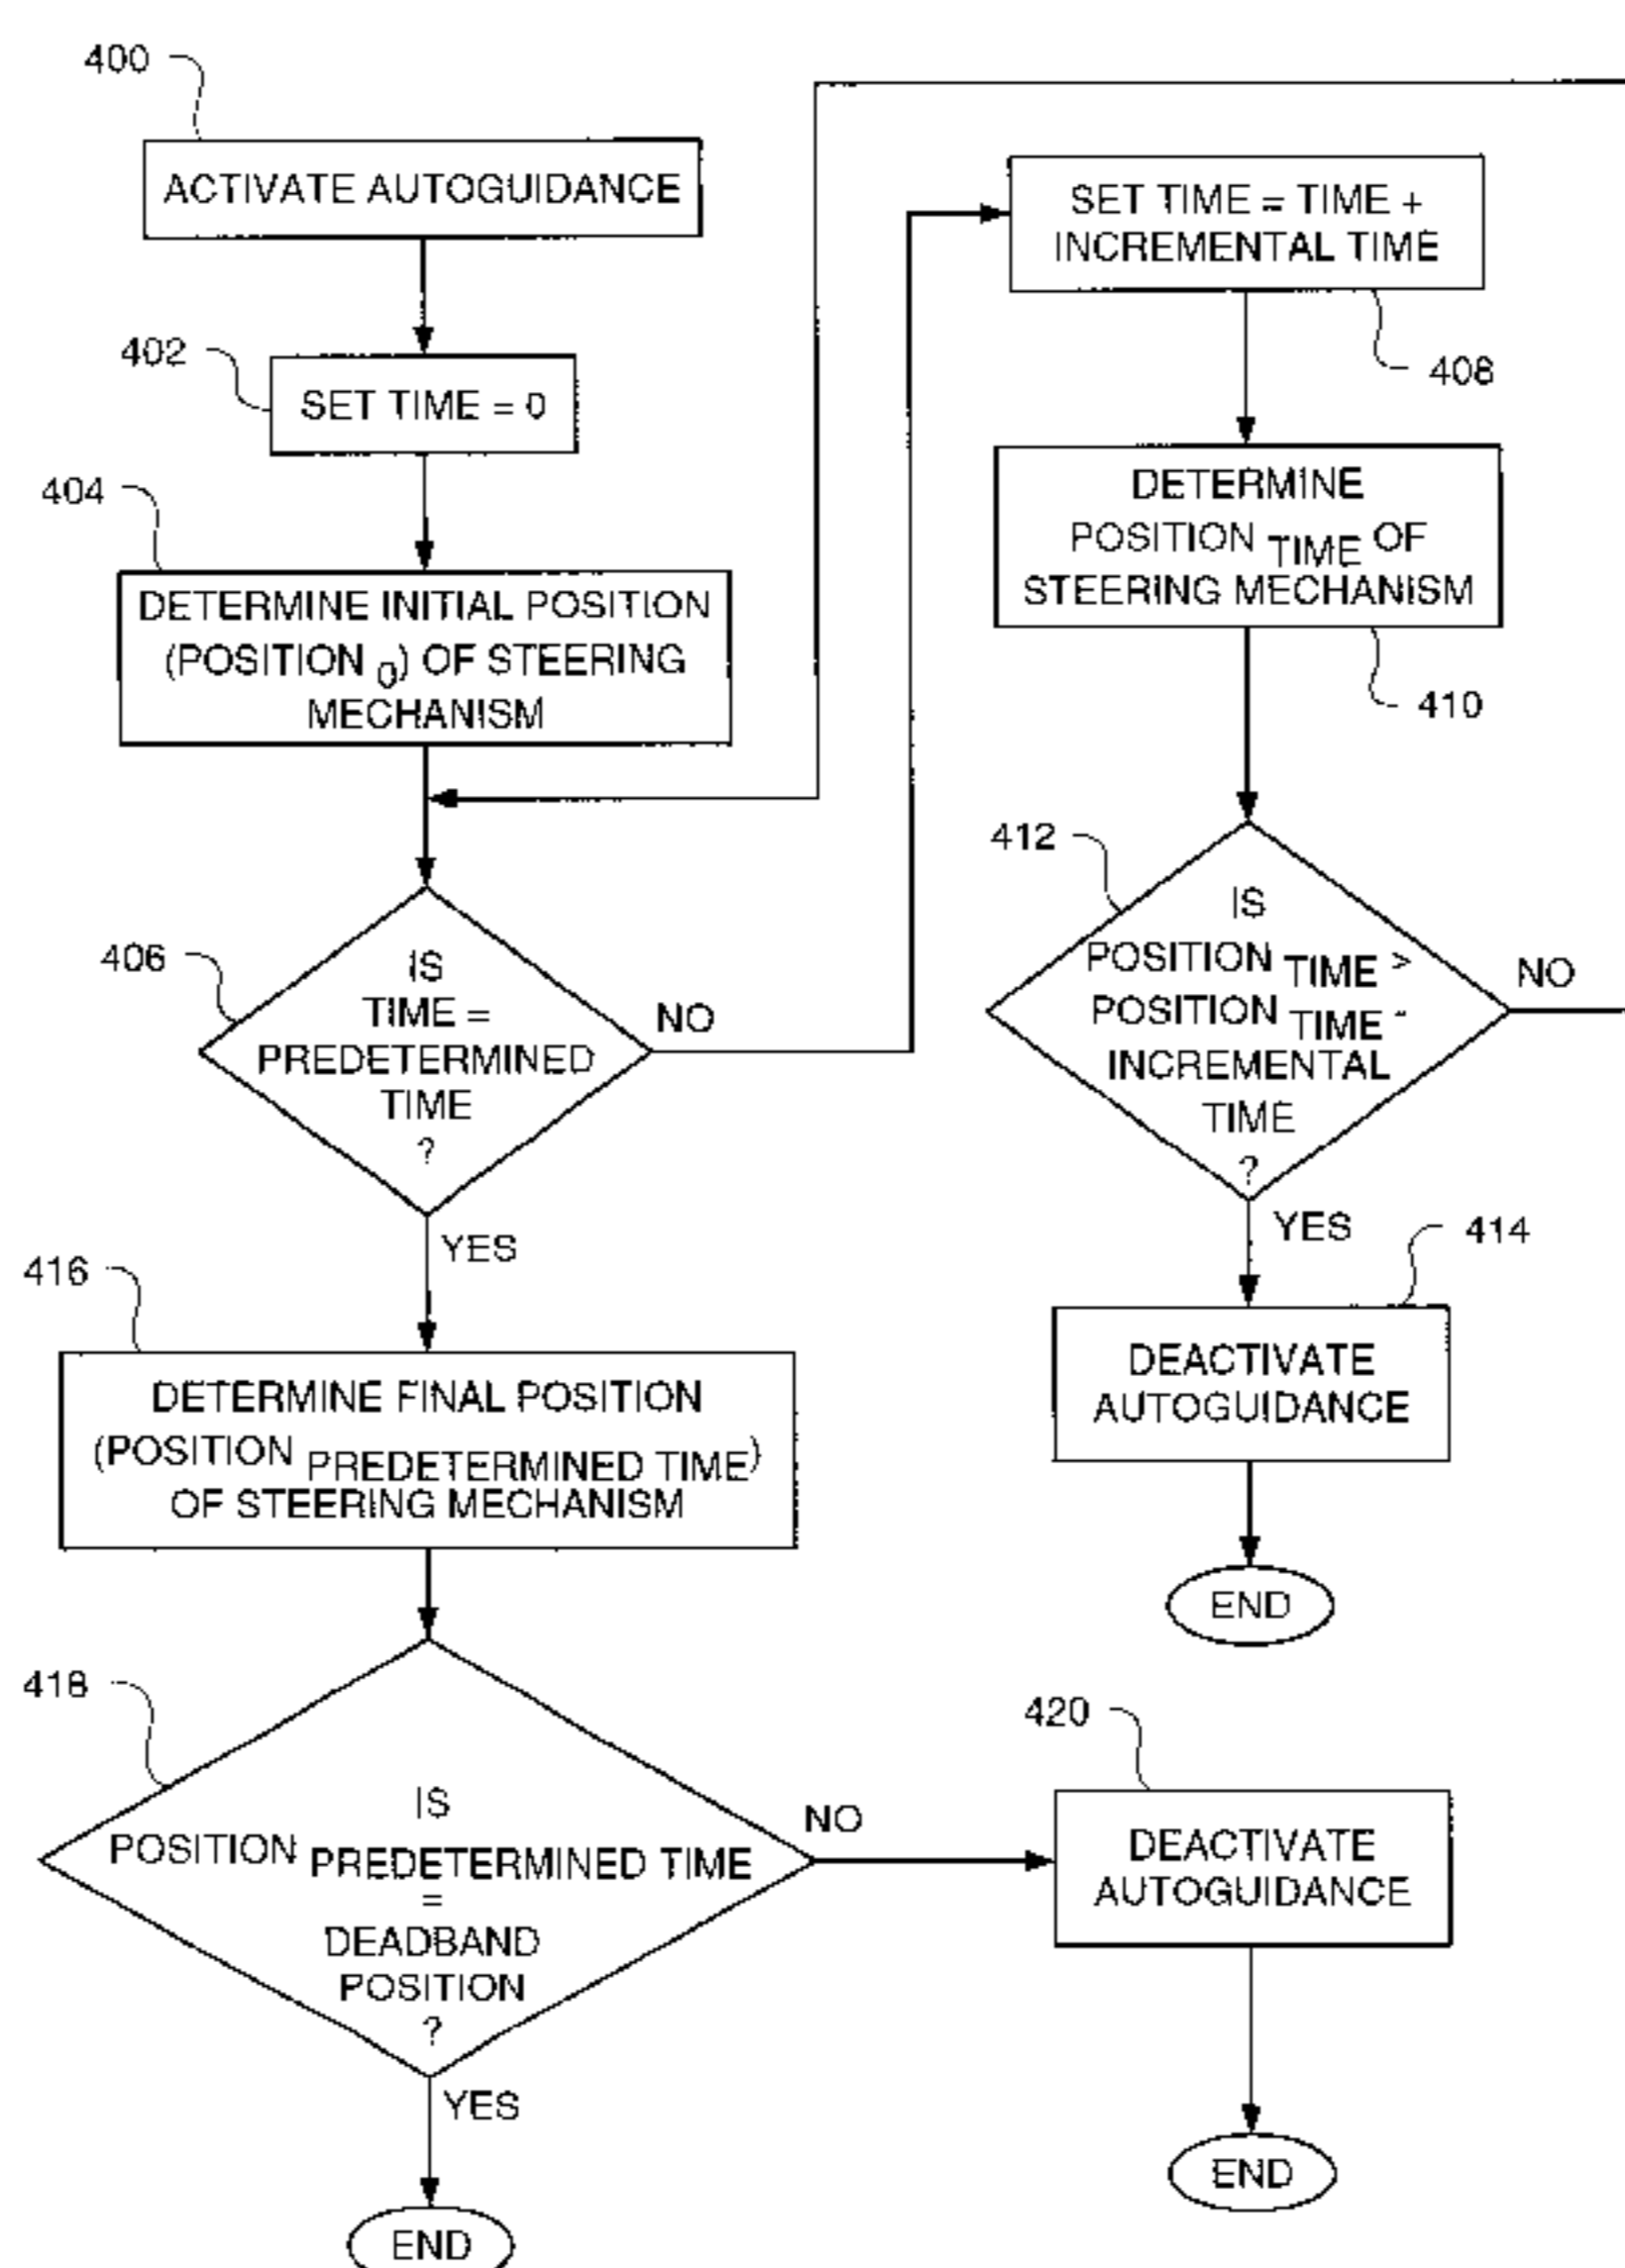 400
ACTIVATE AUTOGUIDANCE
402
SET TIME = 0
404
DETERMINE INITIAL POSITION
(POSITION 0) OF STEERING
MECHANISM
406
IS
TIME =
PREDETERMINED
TIME
?
NO
YES
416
DETERMINE FINAL POSITION
(POSITION PREDETERMINED TIME)
OF STEERING MECHANISM
418
IS
POSITION PREDETERMINED TIME
=
DEADBAND
POSITION
?
NO
YES
END
SET TIME = TIME +
INCREMENTAL TIME
408
DETERMINE
POSITION TIME OF
STEERING MECHANISM
410
412
IS
POSITION TIME >
POSITION TIME -
INCREMENTAL
TIME
?
NO
YES
414
DEACTIVATE
AUTOGUIDANCE
END
420
DEACTIVATE
AUTOGUIDANCE
END